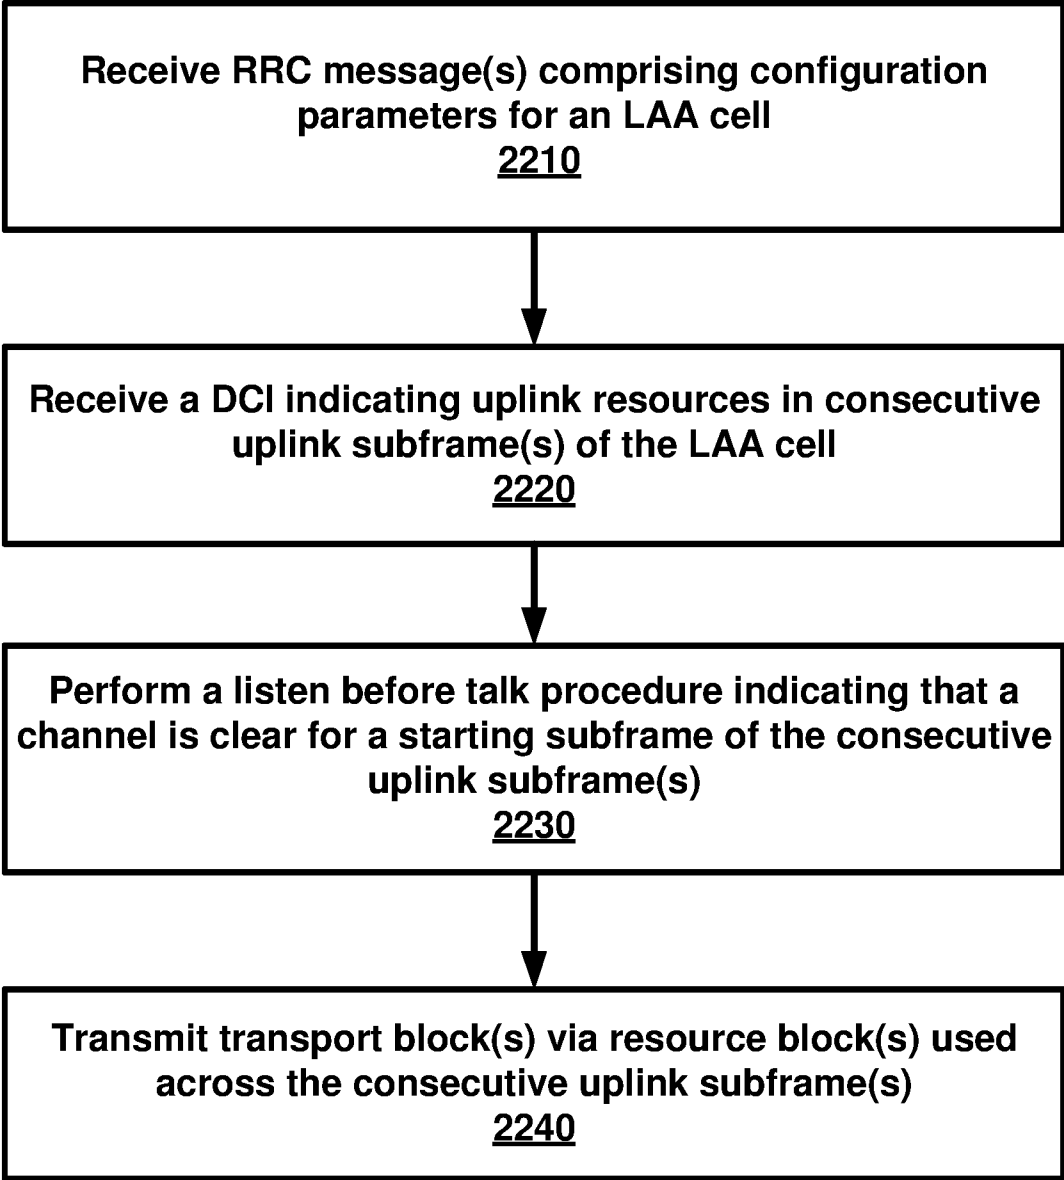 Receive RRC message(s) comprising configuration
parameters for an LAA cell
2210
Receive a DCI indicating uplink resources in consecutive
uplink subframe(s) of the LAA cell
2220
Perform a listen before talk procedure indicating that a
channel is clear for a starting subframe of the consecutive
uplink subframe(s)
2230
Transmit transport block(s) via resource block(s) used
across the consecutive uplink subframe(s)
2240